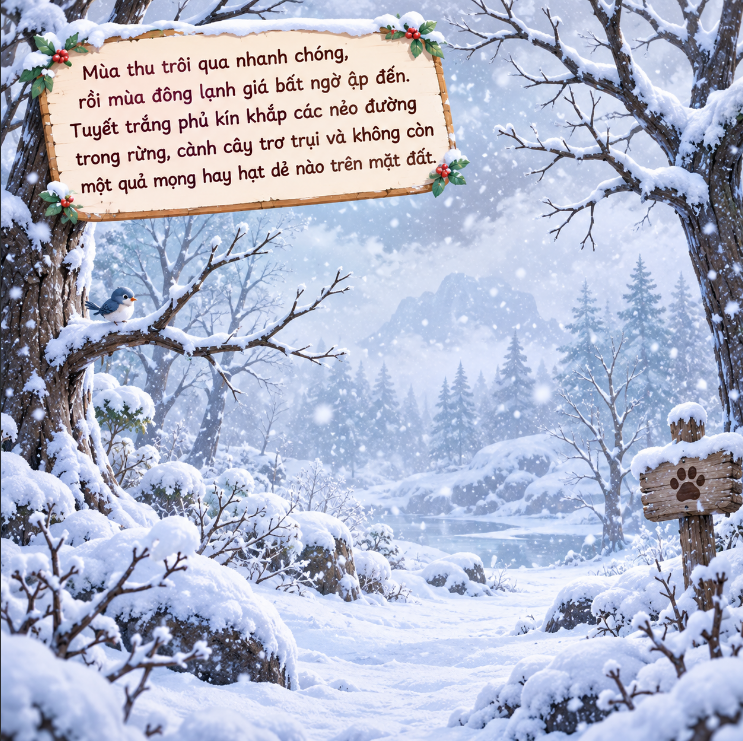 Mùa thu trôi qua nhanh chóng,
rồi mùa đông lạnh giá bất ngờ ập đến.
Tuyết trắng phủ kín khắp các nẻo đường
trong rừng, cành cây trơ trụi và không còn
một quả mọng hay hạt dẻ nào trên mặt đất.